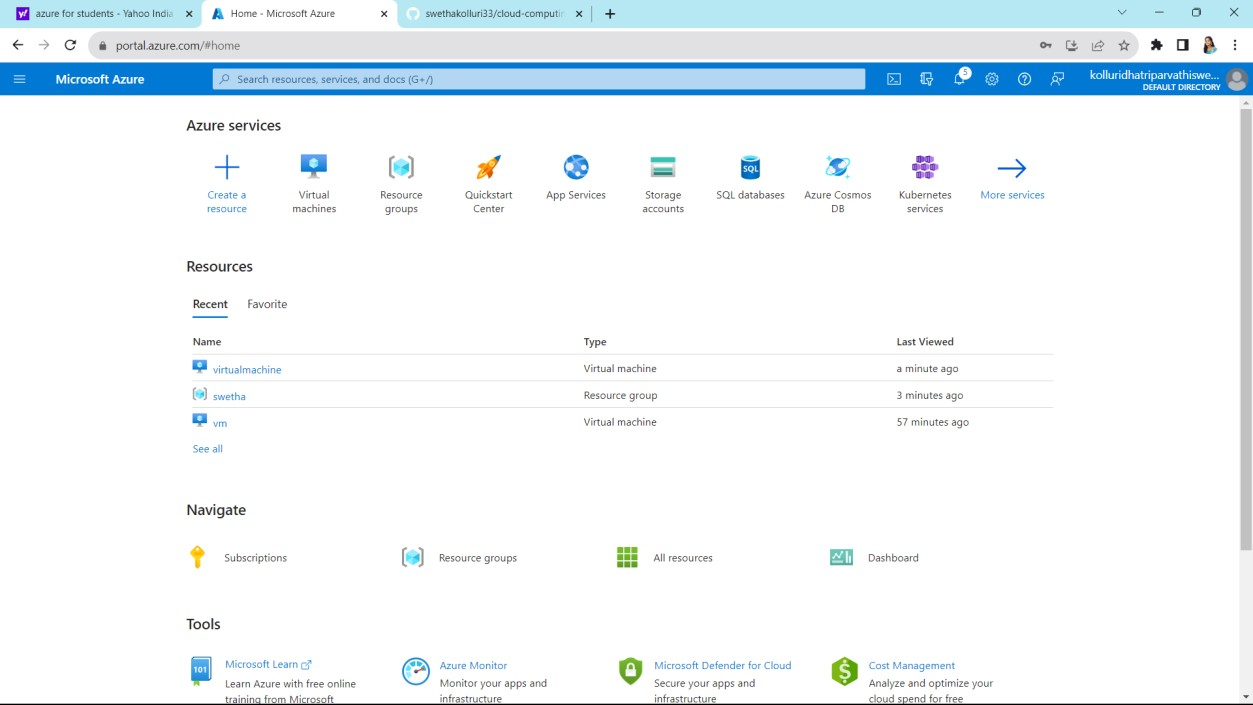 azure for students - Yahoo India
Home - Microsoft Azure
swethakolluri33/cloud-computin
portal.azure.com/#home
Microsoft Azure
Search resources, services, and docs (G+/)
5
kolluridhatriparvathiswe...
DEFAULT DIRECTORY
Azure services
Create a
resource
Virtual
machines
Resource
groups
Quickstart
Center
App Services
Storage
accounts
SQL
SQL databases
Azure Cosmos
DB
Kubernetes
services
More services
Resources
Recent
Favorite
Name
Type
Last Viewed
virtualmachine
Virtual machine
a minute ago
swetha
Resource group
3 minutes ago
vm
Virtual machine
57 minutes ago
See all
Navigate
Subscriptions
Resource groups
All resources
Dashboard
Tools
101
Microsoft Learn
Learn Azure with free online
training from Microsoft
Azure Monitor
Monitor your apps and
infrastructure
Microsoft Defender for Cloud
Secure your apps and
infrastructure
$
Cost Management
Analyze and optimize your
cloud spend for free